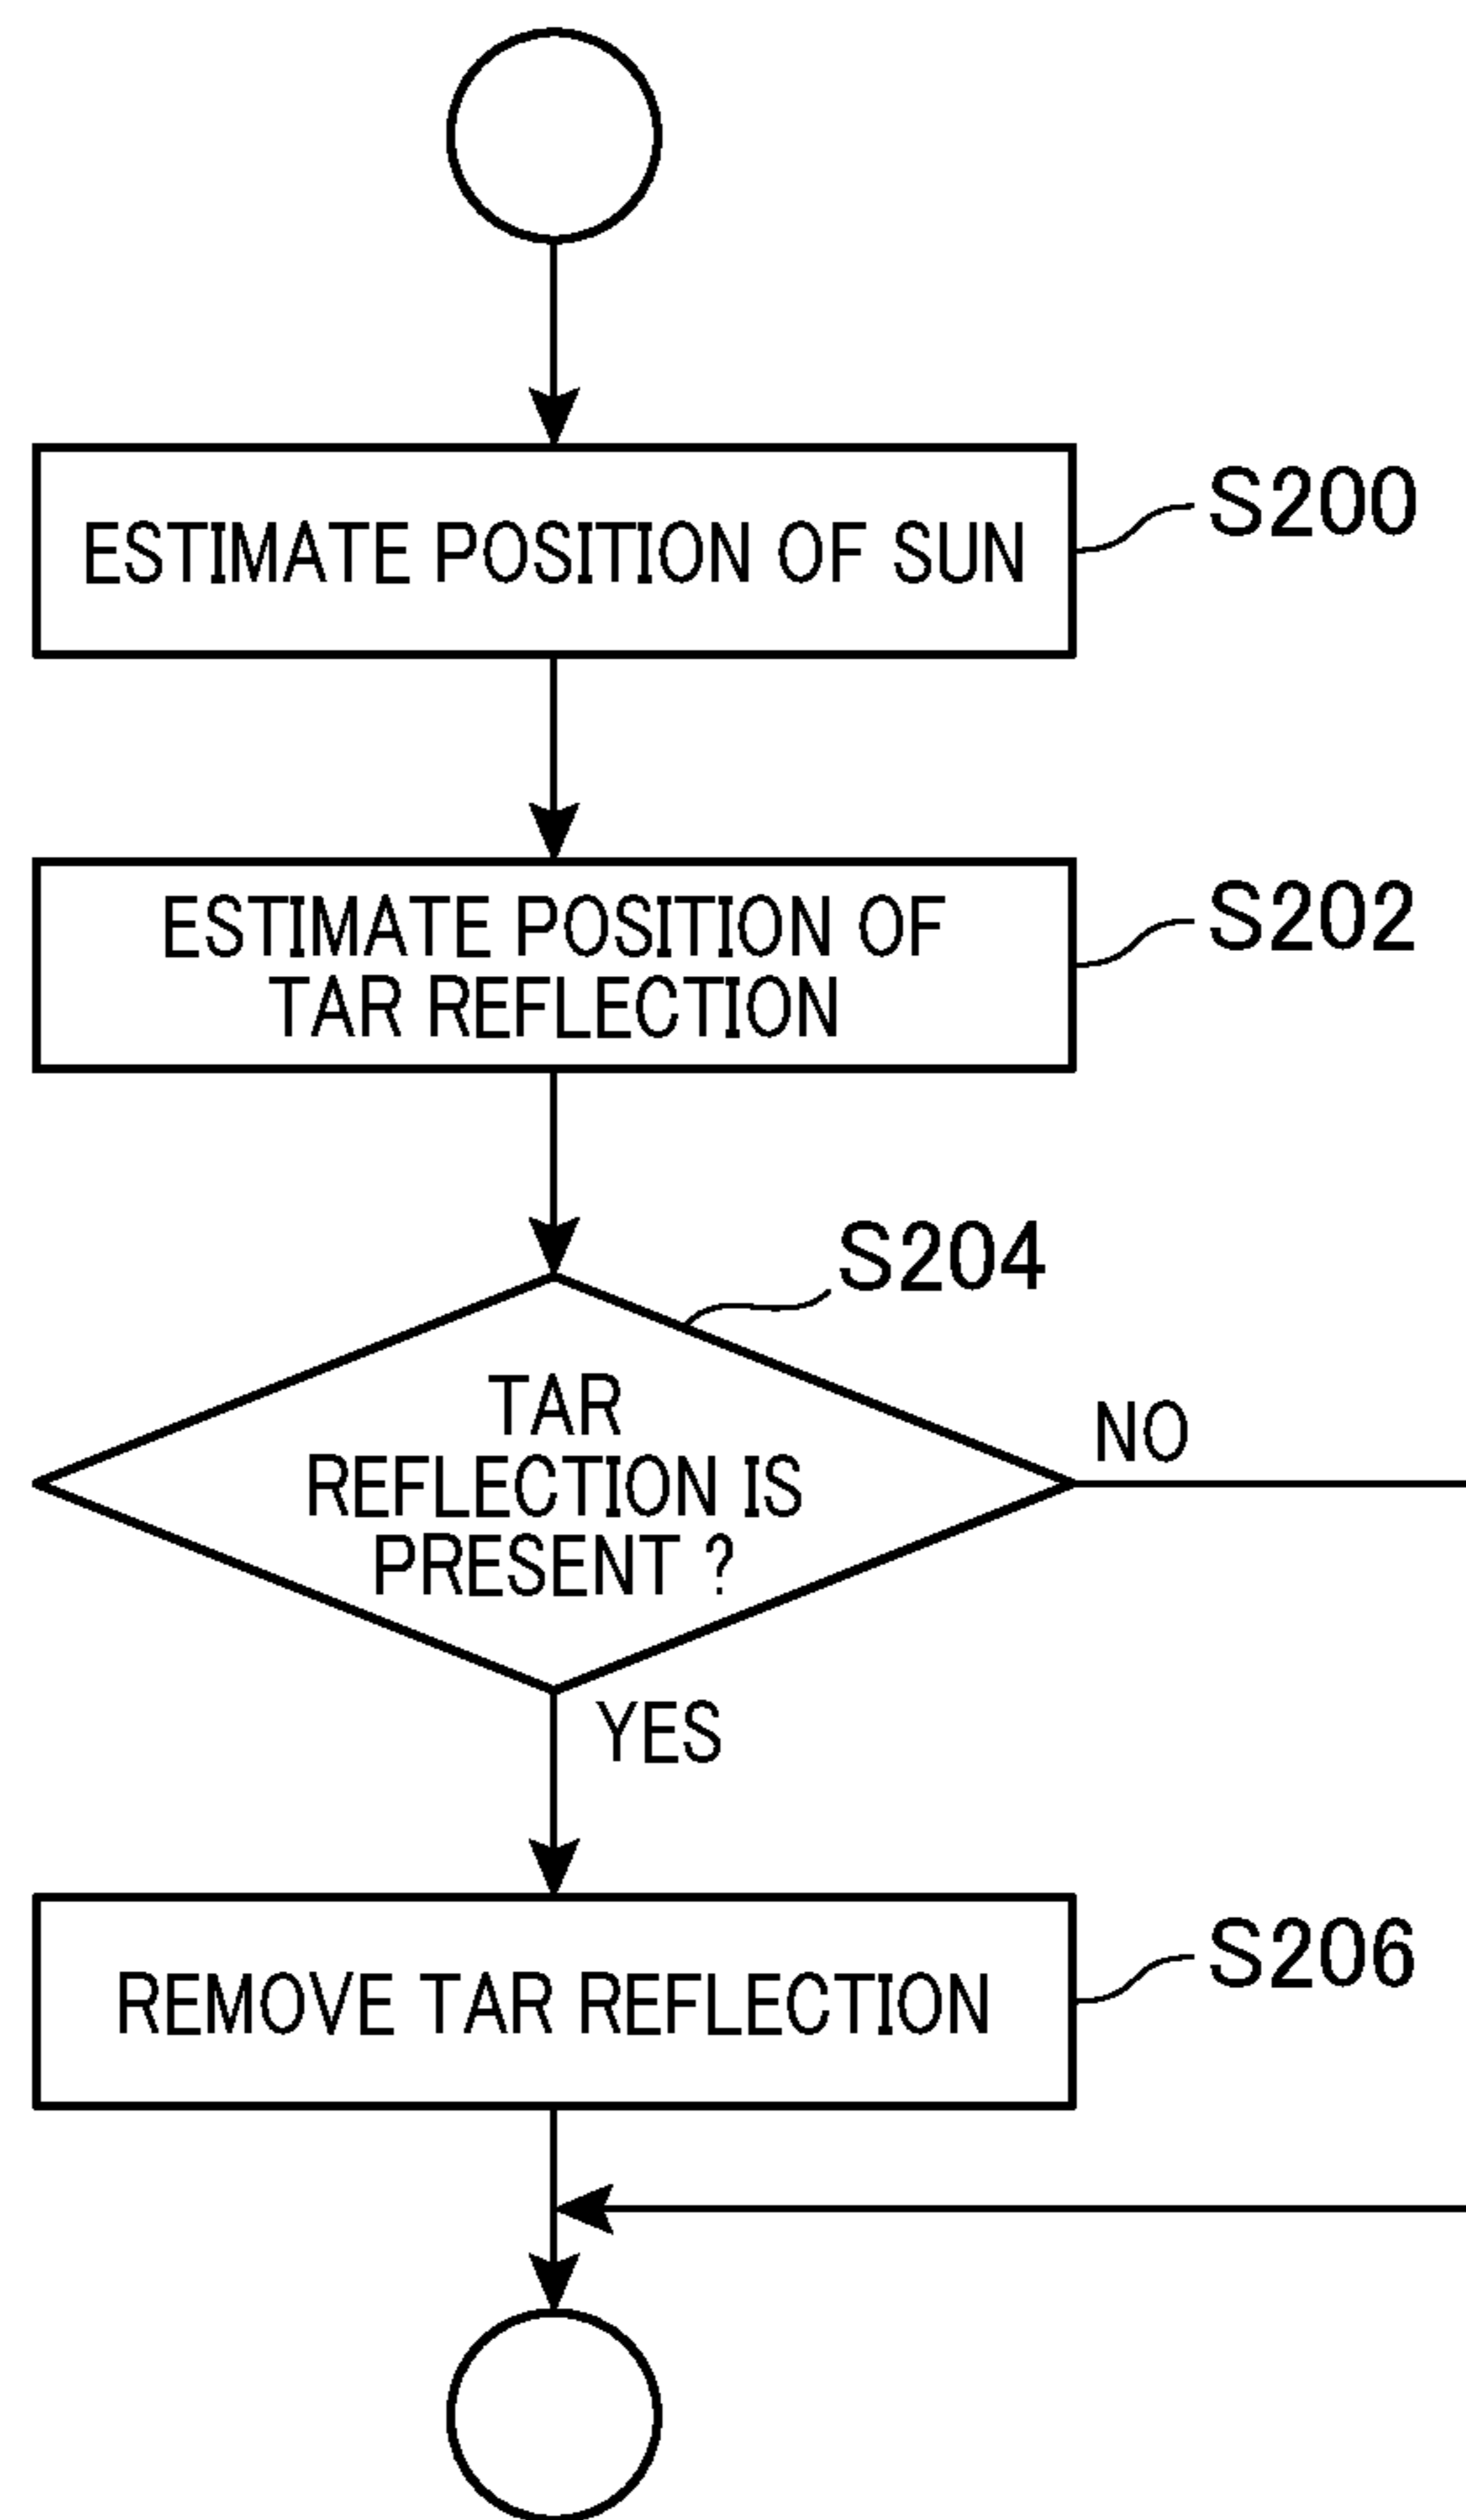 ESTIMATE POSITION OF SUN
S200
ESTIMATE POSITION OF
TAR REFLECTION
S202
S204
TAR
REFLECTION IS
PRESENT ?
NO
YES
REMOVE TAR REFLECTION
S206